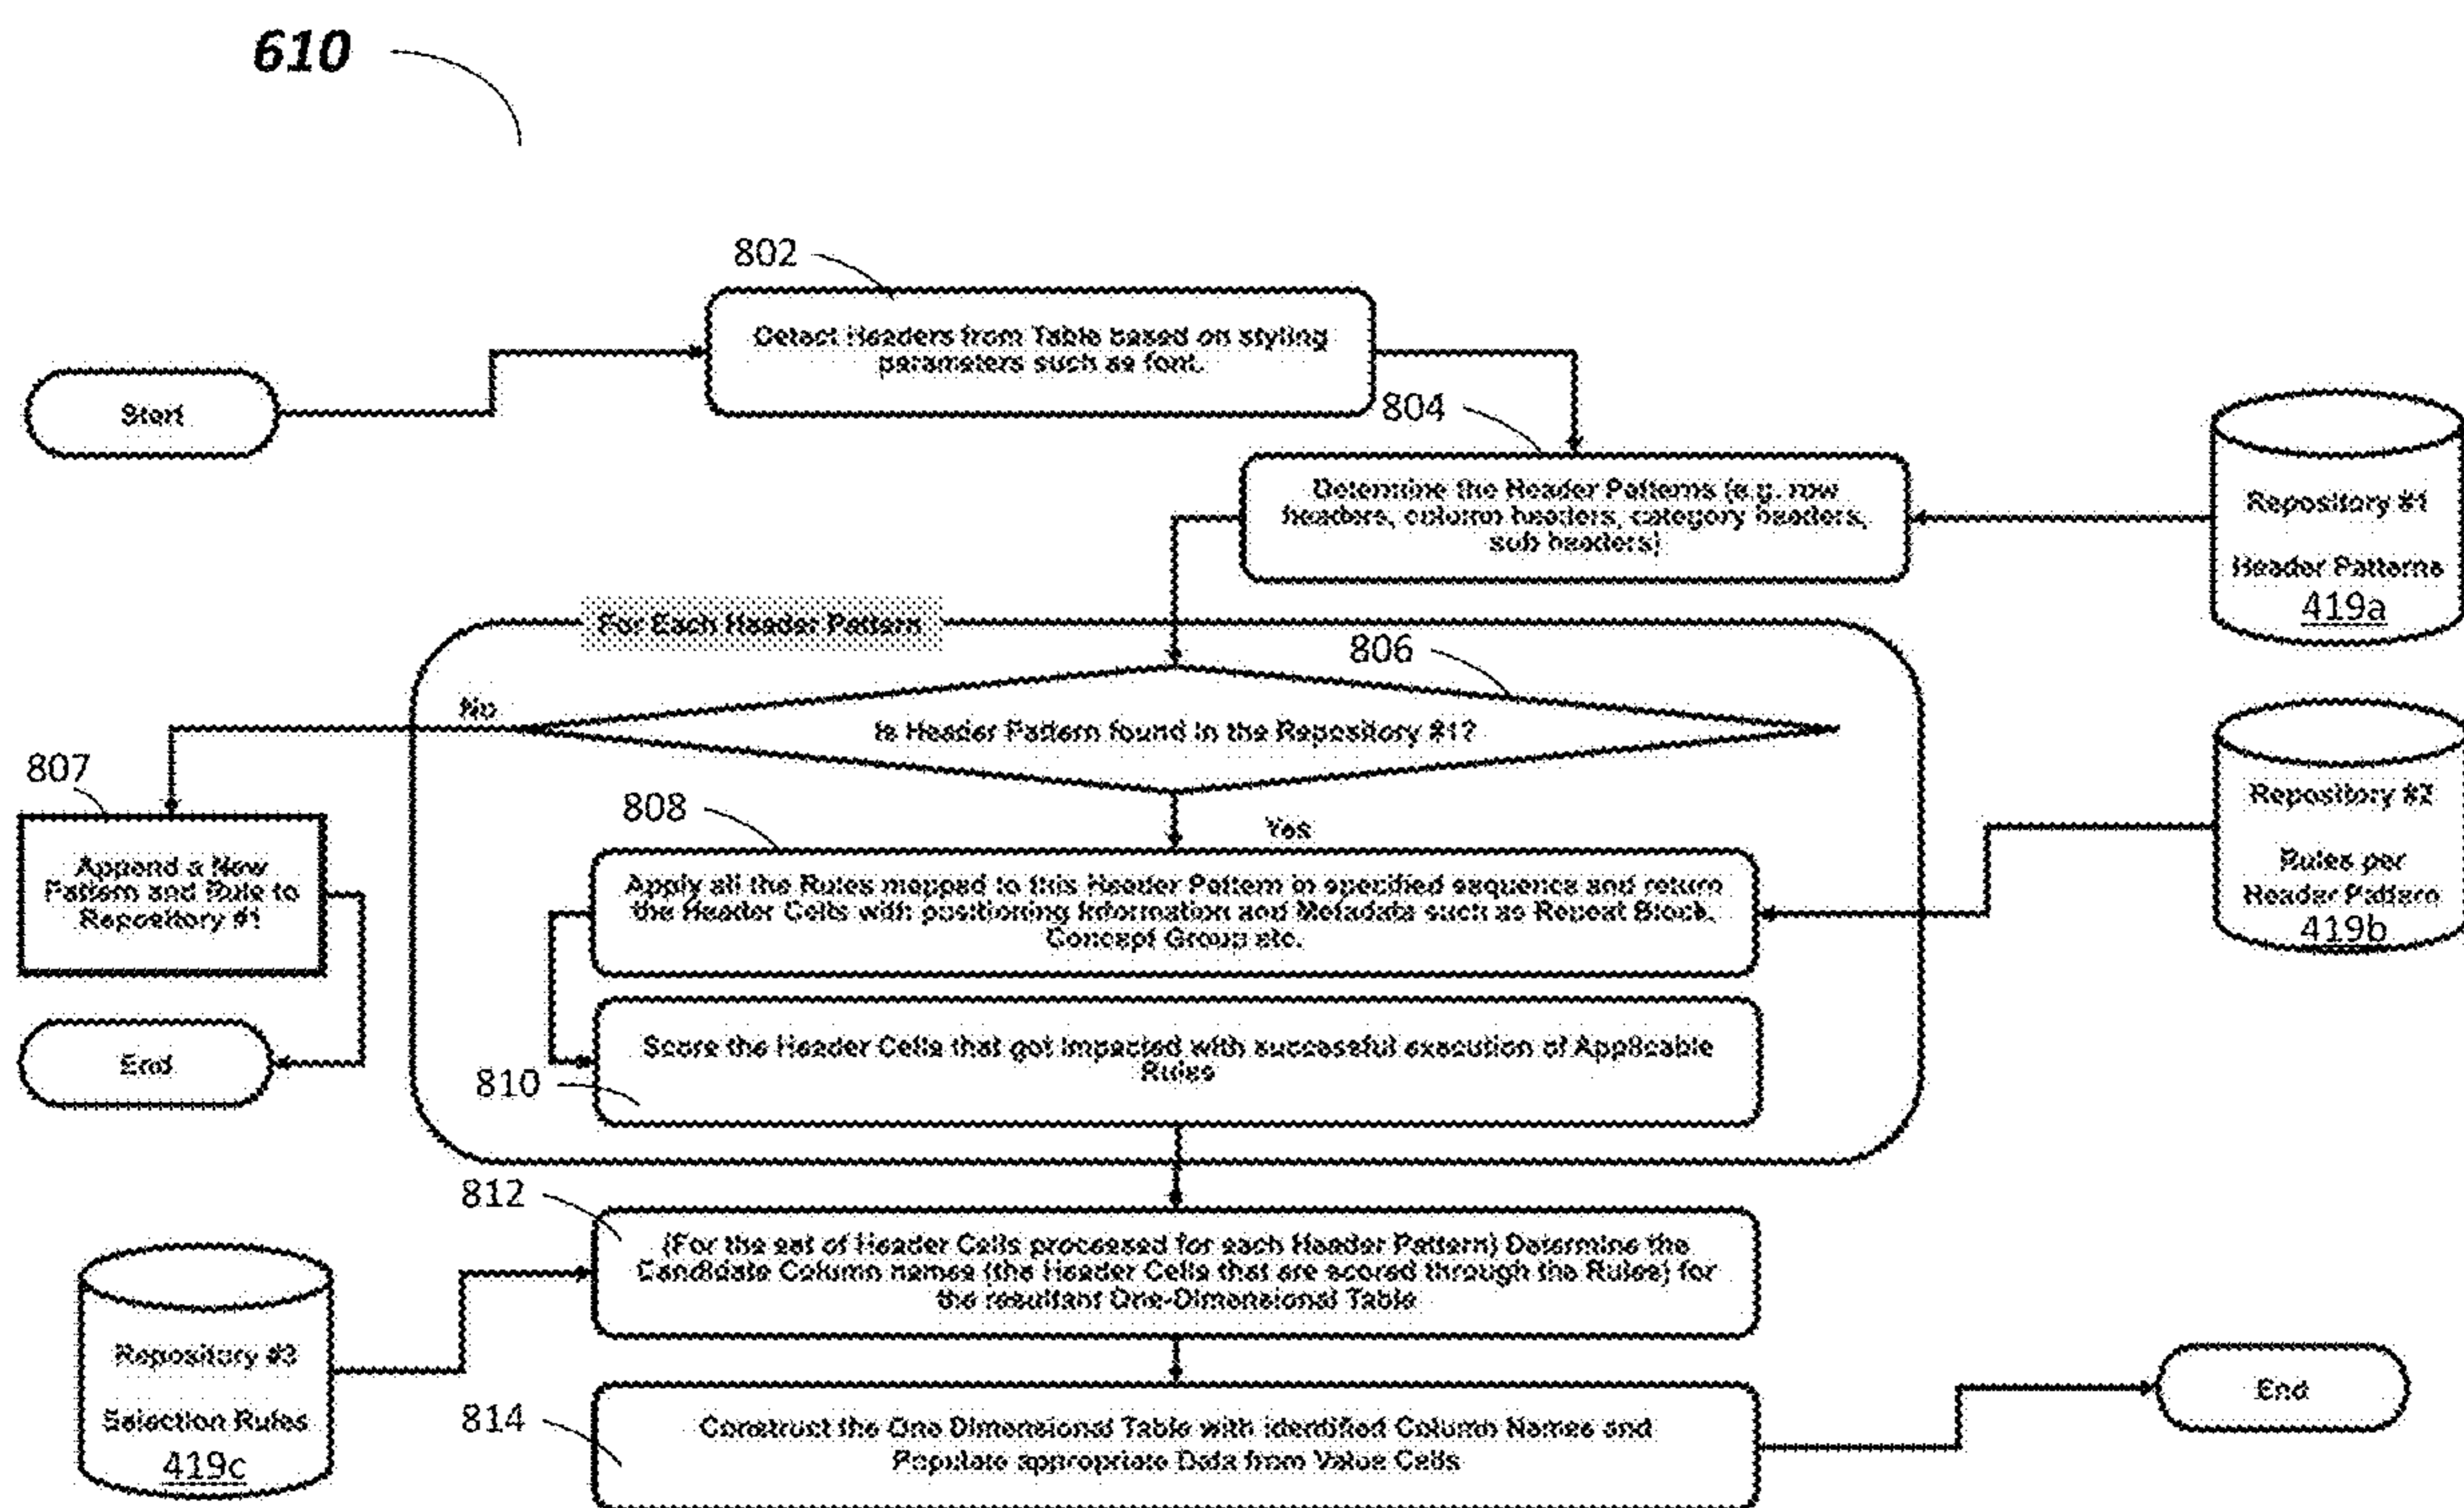 610
802
Detect Headers from Table based on styling
parameters such as font.
Start
804
Determine the Header Patterns (e.g. row
headers, column headers, category headers,
sub headers)
Repository #1
Header Patterns
419a
For Each Header Pattern
806
No
Is Header Pattern found in the Repository #1?
807
Append a New
Pattern and Rule to
Repository #1
808
Yes
Repository #2
Rules per
Header Pattern
419b
Apply all the Rules mapped to this Header Pattern in specified sequence and return
the Header Cells with positioning Information and Metadata such as Repeat Block,
Concept Group etc.
End
Score the Header Cells that got impacted with successful execution of Applicable
Rules
810
812
(For the set of Header Cells processed for each Header Pattern) Determine the
Candidate Column names (the Header Cells that are scored through the Rules) for
the resultant One-Dimensional Table
Repository #3
Selection Rules
419c
814
Construct the One Dimensional Table with identified Column Names and
Populate appropriate Data from Value Cells
End